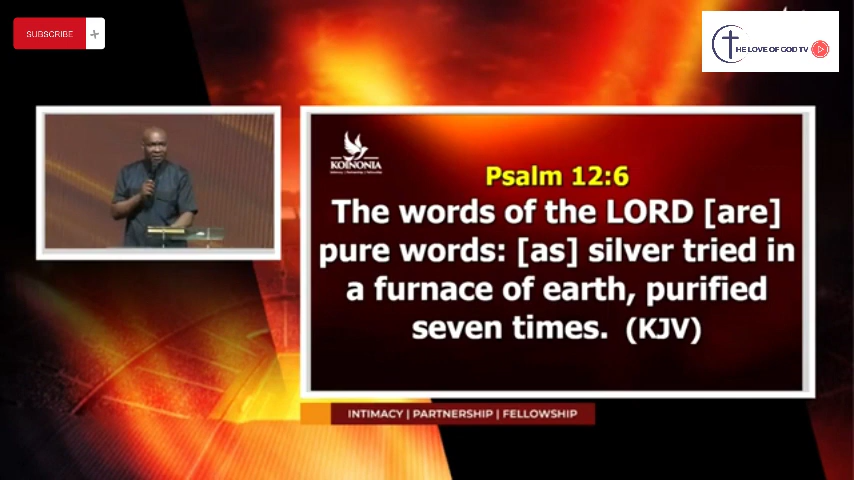 SUBSCRIBE
HE LOVE OF GOD TV
KOINONIA
Psalm 12:6
The words of the LORD [are]
pure words: [as] silver tried in
a furnace of earth, purified
seven times. (KJV)
INTIMACY | PARTNERSHIP | FELLOWSHIP